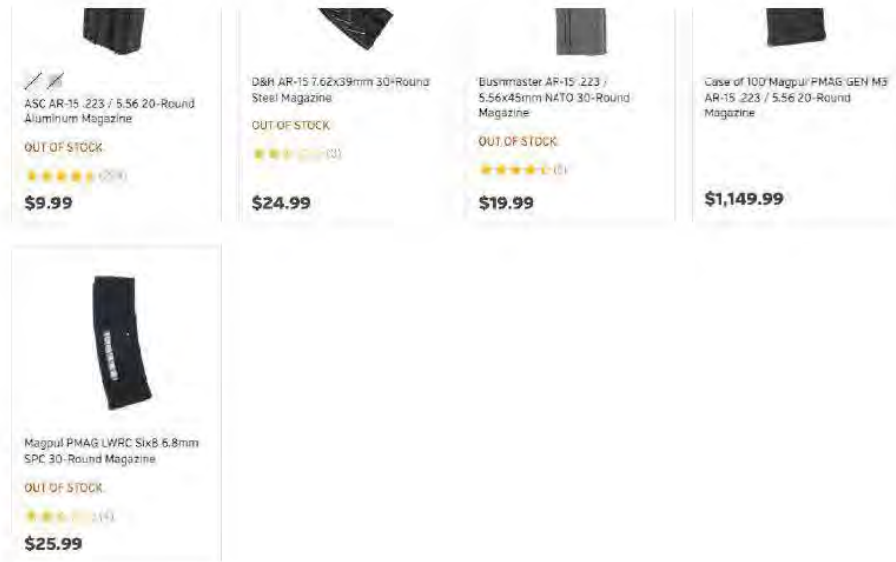 ASC AR-15 .223 / 5.56 20-Round
Aluminum Magazine
OUT OF STOCK
$9.99
D&H AR-15 7.62x39mm 30-Round
Steel Magazine
OUT OF STOCK
(3)
$24.99
Bushmaster AR-15 .223 /
5.56x45mm NATO 30-Round
Magazine
OUT OF STOCK
$19.99
Case of 100 Magpul PMAG GEN M3
AR-15 .223 / 5.56 20-Round
Magazine
$1,149.99
Magpul PMAG LWRC Six8 6.8mm
SPC 30-Round Magazine
OUT OF STOCK
(4)
$25.99